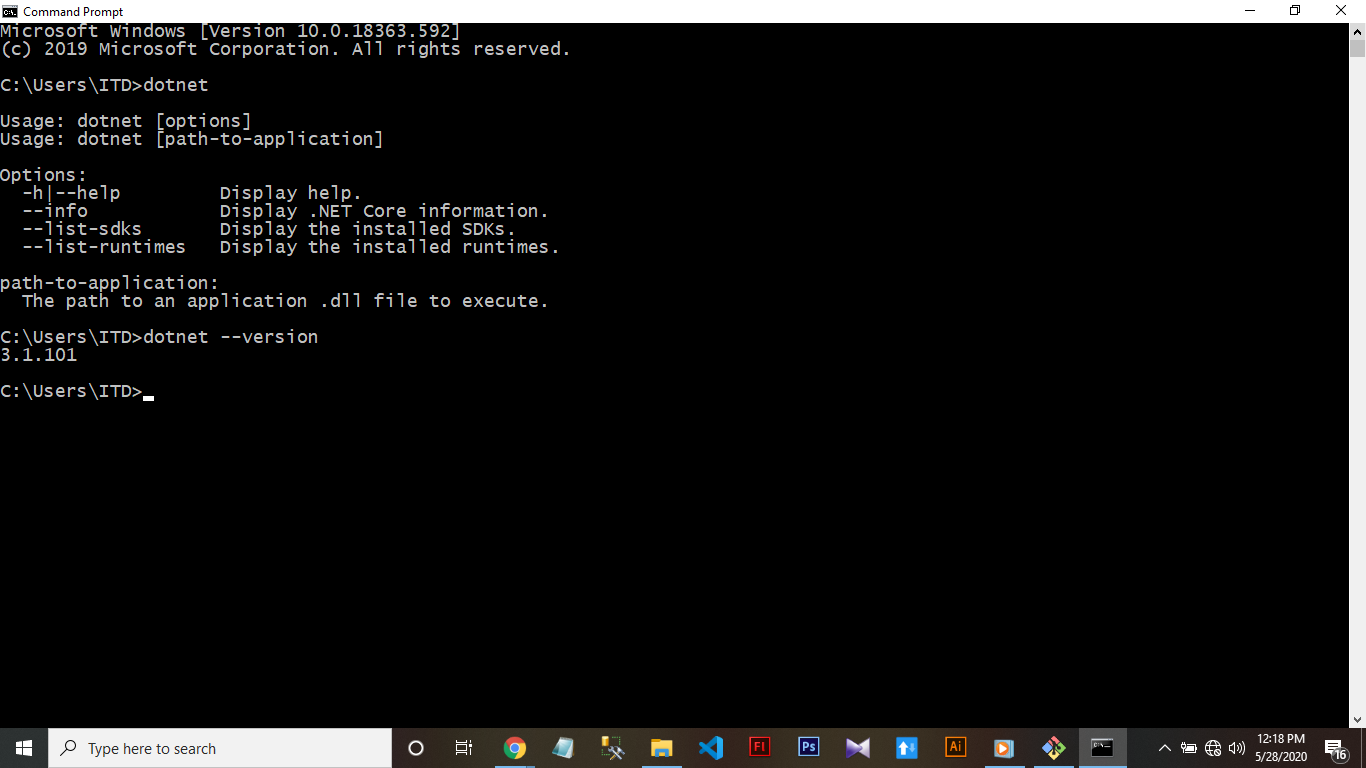 Command Prompt
Microsoft Windows [Version 10.0.18363.592]
(c) 2019 Microsoft Corporation. All rights reserved.
C:\Users\ITD>dotnet
Usage: dotnet [options]
Usage: dotnet [path-to-application]
Options:
-h|--help Display help.
--info Display .NET Core information.
--list-sdks Display the installed SDKs.
--list-runtimes Display the installed runtimes.
path-to-application:
The path to an application .dll file to execute.
C:\Users\ITD>dotnet --version
3.1.101
C:\Users\ITD>
Type here to search
Fl
Ps
Ai
12:18 PM
5/28/2020
16